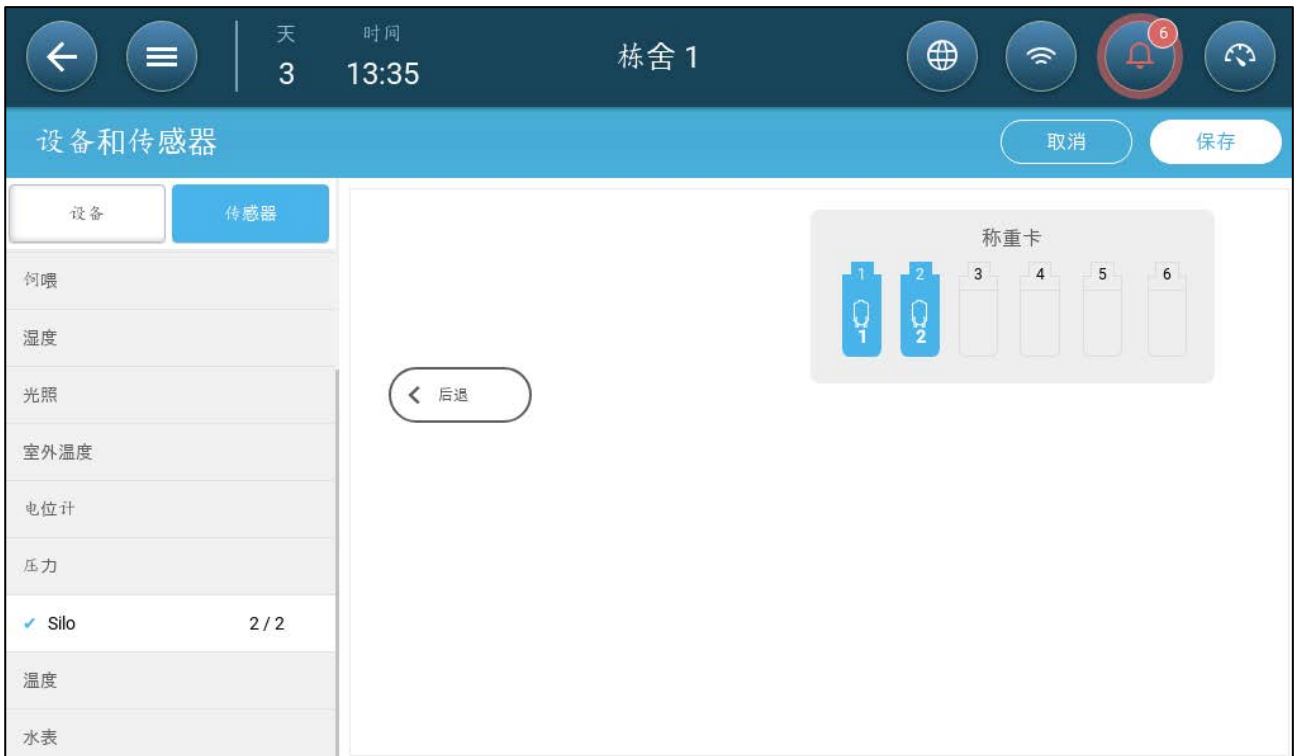 天 时间
3 13:35 栋舍 1 6
设备和传感器 取消 保存
设备 传感器
饲喂
湿度
光照
室外温度
电位计
压力
Silo 2 / 2
温度
水表
后退
称重卡
1 2 3 4 5 6
1 2